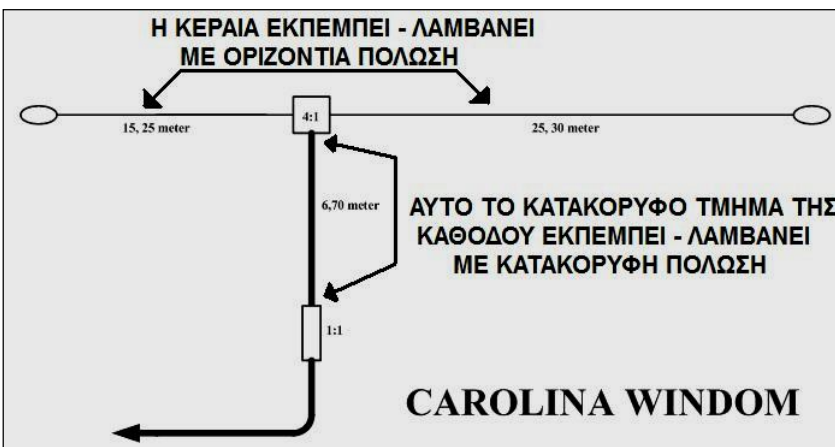 Η ΚΕΡΑΙΑ ΕΚΠΕΜΠΕΙ - ΛΑΜΒΑΝΕΙ
ΜΕ ΟΡΙΖΟΝΤΙΑ ΠΟΛΩΣΗ
4:1
15, 25 meter
25, 30 meter
6,70 meter
ΑΥΤΟ ΤΟ ΚΑΤΑΚΟΡΥΦΟ ΤΜΗΜΑ ΤΗΣ
ΚΑΘΟΔΟΥ ΕΚΠΕΜΠΕΙ - ΛΑΜΒΑΝΕΙ
ΜΕ ΚΑΤΑΚΟΡΥΦΗ ΠΟΛΩΣΗ
1:1
CAROLINA WINDOM